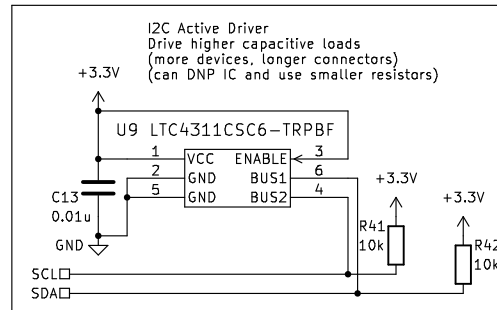 I2C Active Driver
Drive higher capacitive loads
(more devices, longer connectors)
(can DNP IC and use smaller resistors)
+3.3V
U9 LTC4311CSC6-TRPBF
1 VCC ENABLE 3
2 GND BUS1 6
5 GND BUS2 4
C13
0.01u
GND
+3.3V
+3.3V
R41
10k
R42
10k
SCL
SDA